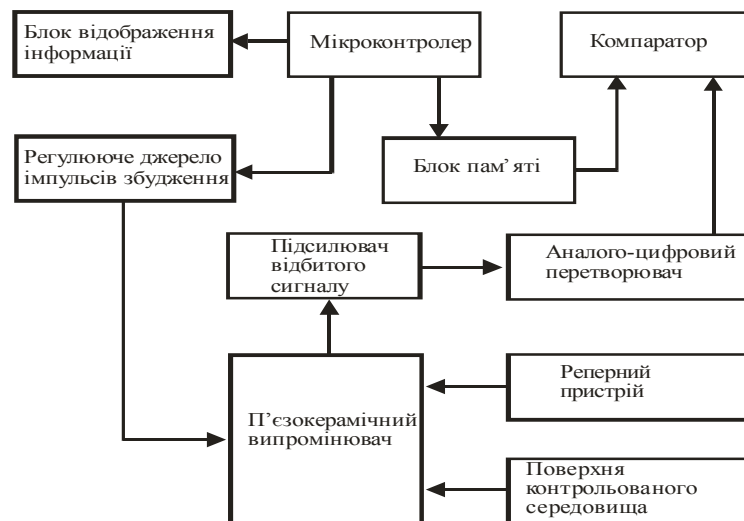 Блок відображення
інформації
Мікроконтролер
Компаратор
Регулююче джерело
імпульсів збудження
Блок пам’яті
Підсилювач
відбитого
сигналу
Аналого-цифровий
перетворювач
П’єзокерамічний
випромінювач
Реперний
пристрій
Поверхня
контрольованого
середовища